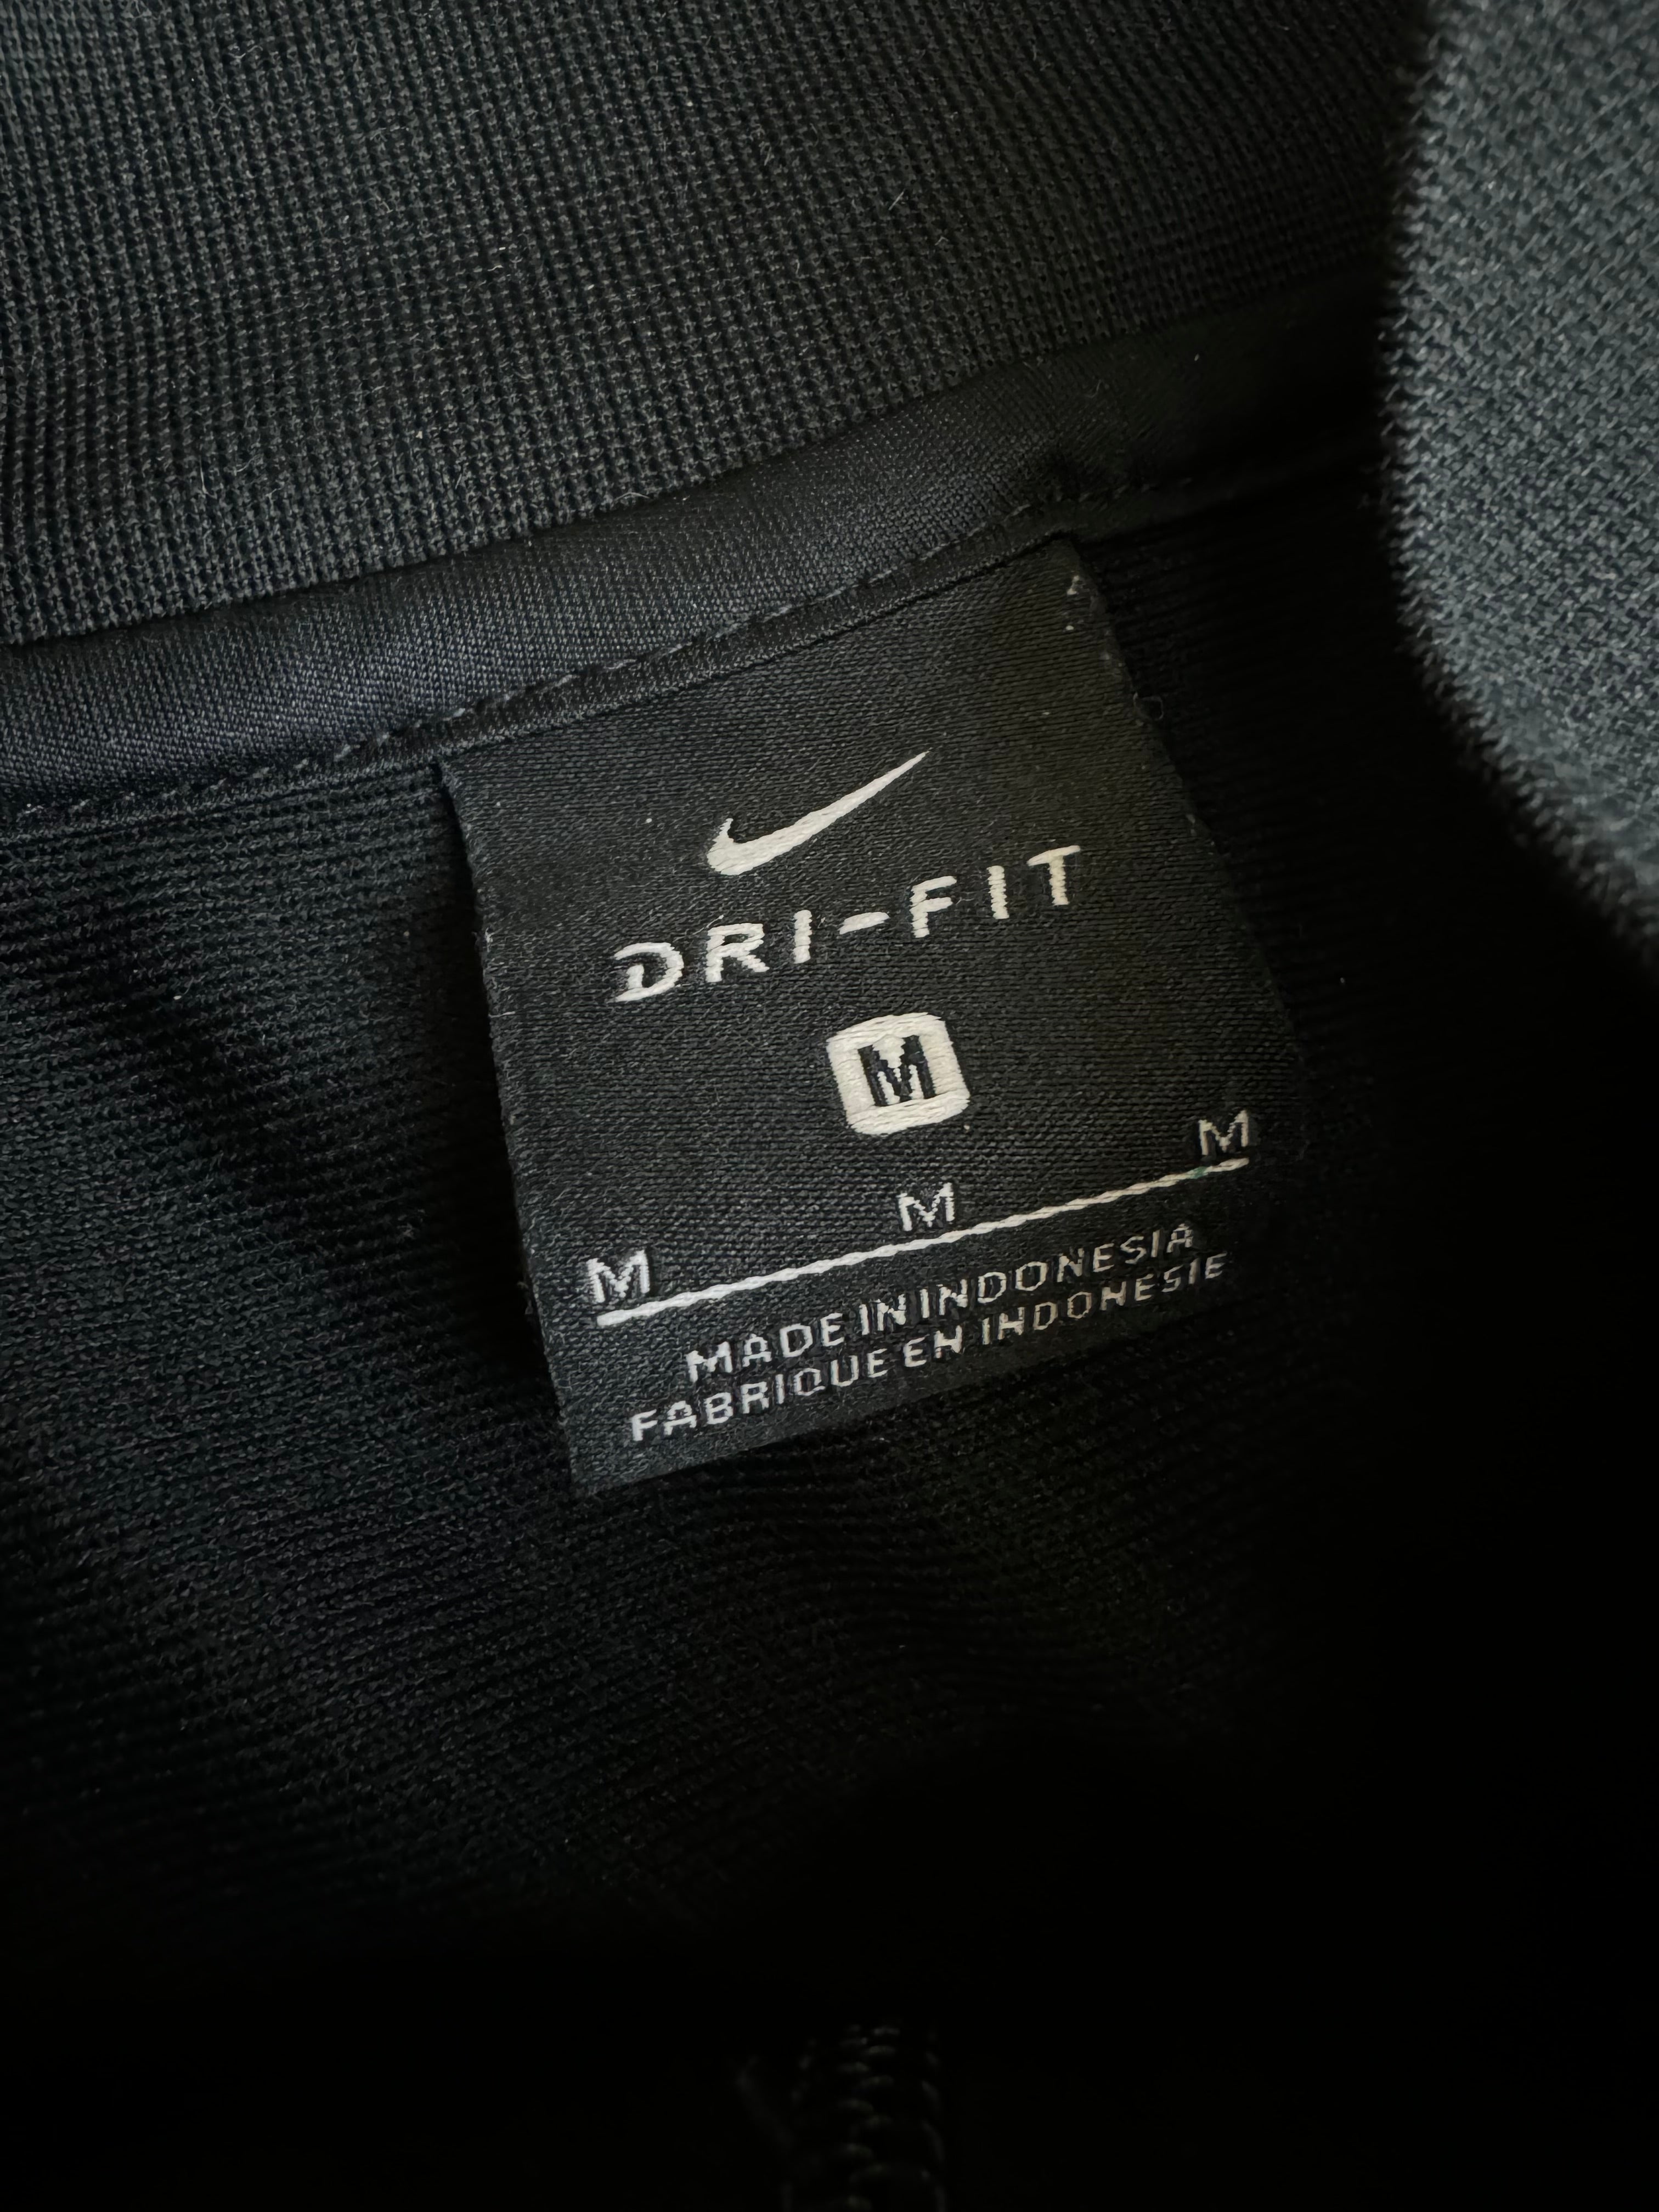 DRI-FIT
M
M M M
MADE IN INDONESIA
FABRIQUE EN INDONESIE